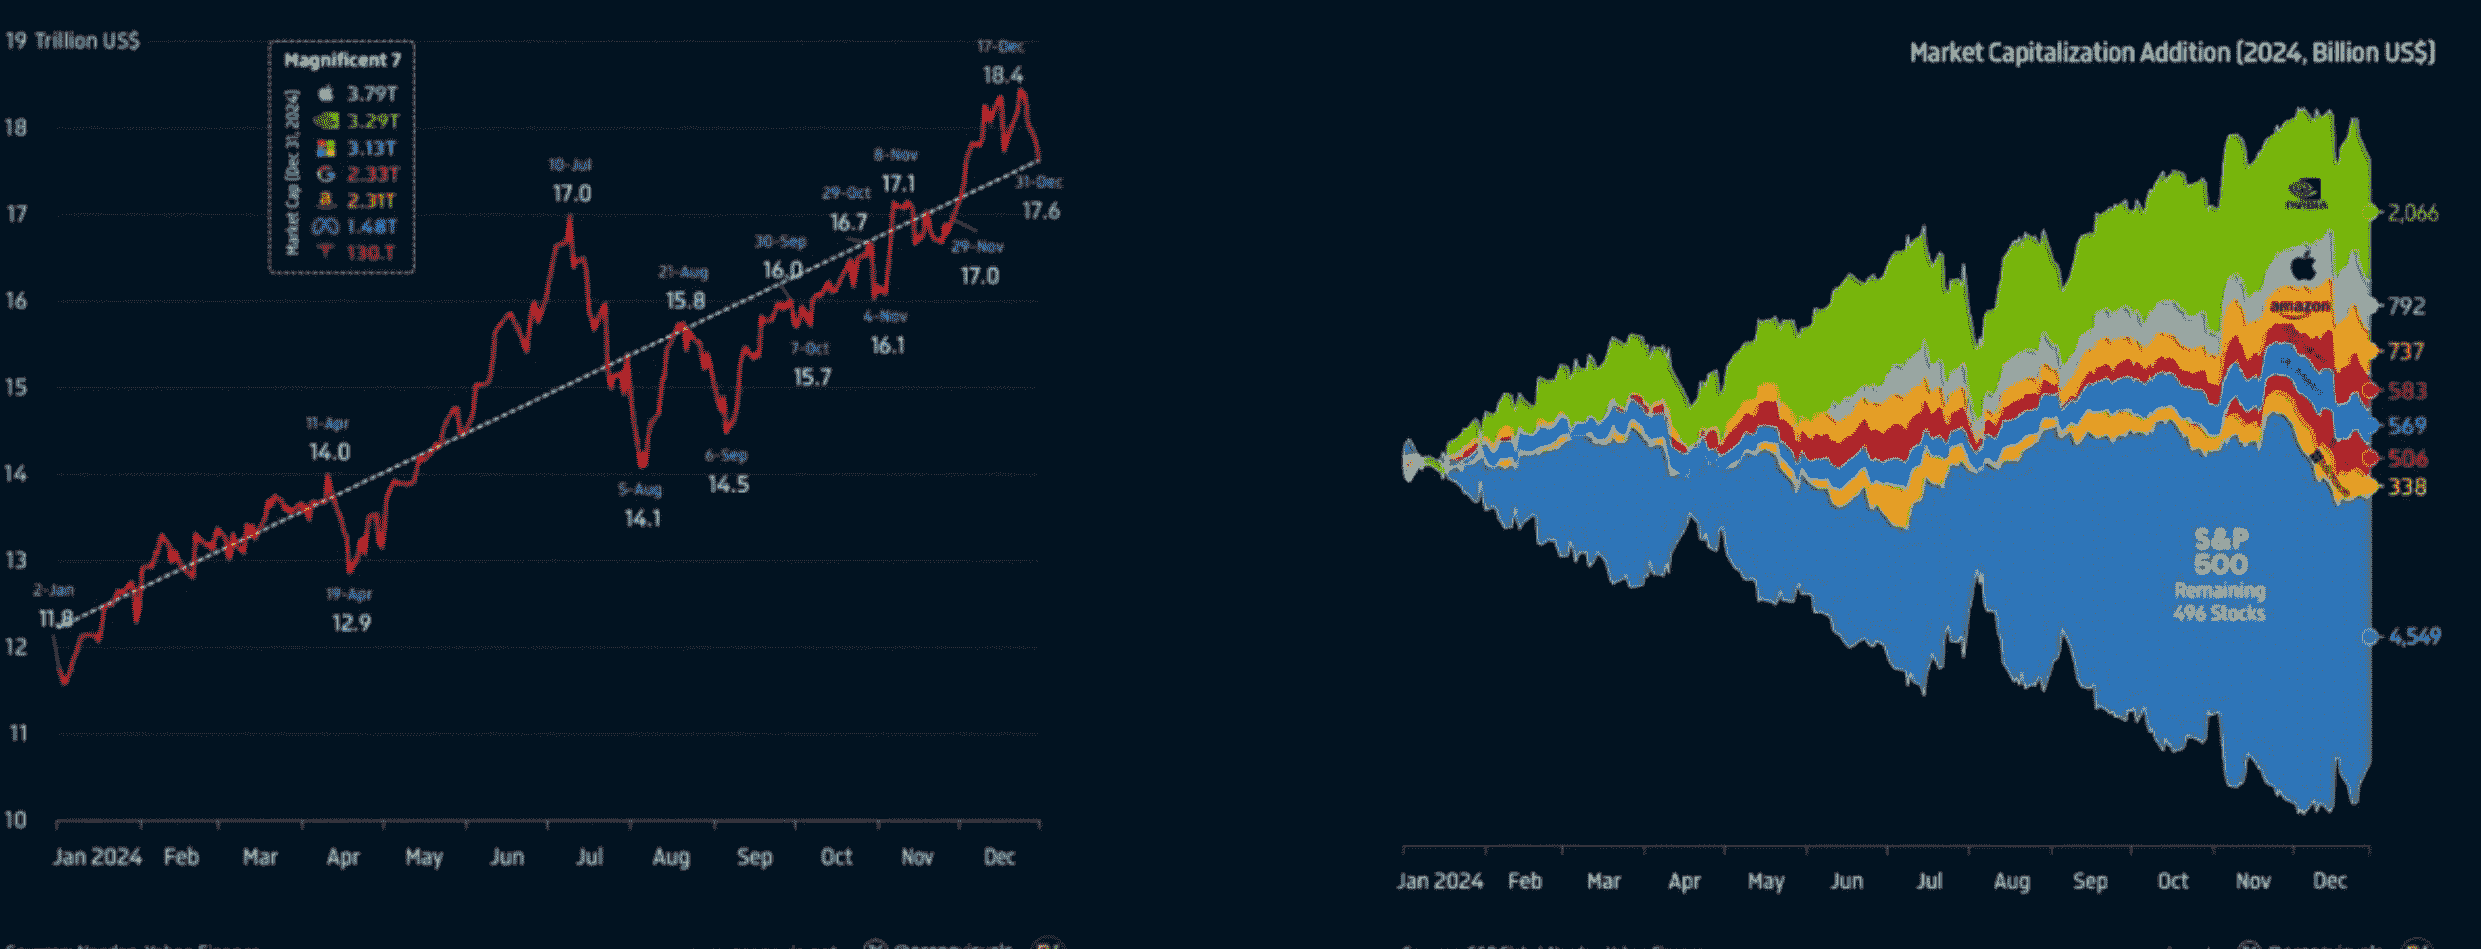 19 Trillion US$
18
17
16
15
14
13
12
11
10
Magnificent 7
Market Cap (Dec 31, 2024)
3.79T
3.29T
3.13T
2.33T
2.31T
1.48T
130.T
2-Jan
11.8
11-Apr
14.0
19-Apr
12.9
10-Jul
17.0
5-Aug
14.1
21-Aug
15.8
6-Sep
14.5
30-Sep
16.0
7-Oct
15.7
29-Oct
16.7
4-Nov
16.1
8-Nov
17.1
29-Nov
17.0
17-Dec
18.4
31-Dec
17.6
Jan 2024 Feb Mar Apr May Jun Jul Aug Sep Oct Nov Dec
Market Capitalization Addition (2024, Billion US$)
NVIDIA
amazon
2,066
792
737
583
569
506
338
4,549
S&P
500
Remaining
496 Stocks
Jan 2024 Feb Mar Apr May Jun Jul Aug Sep Oct Nov Dec